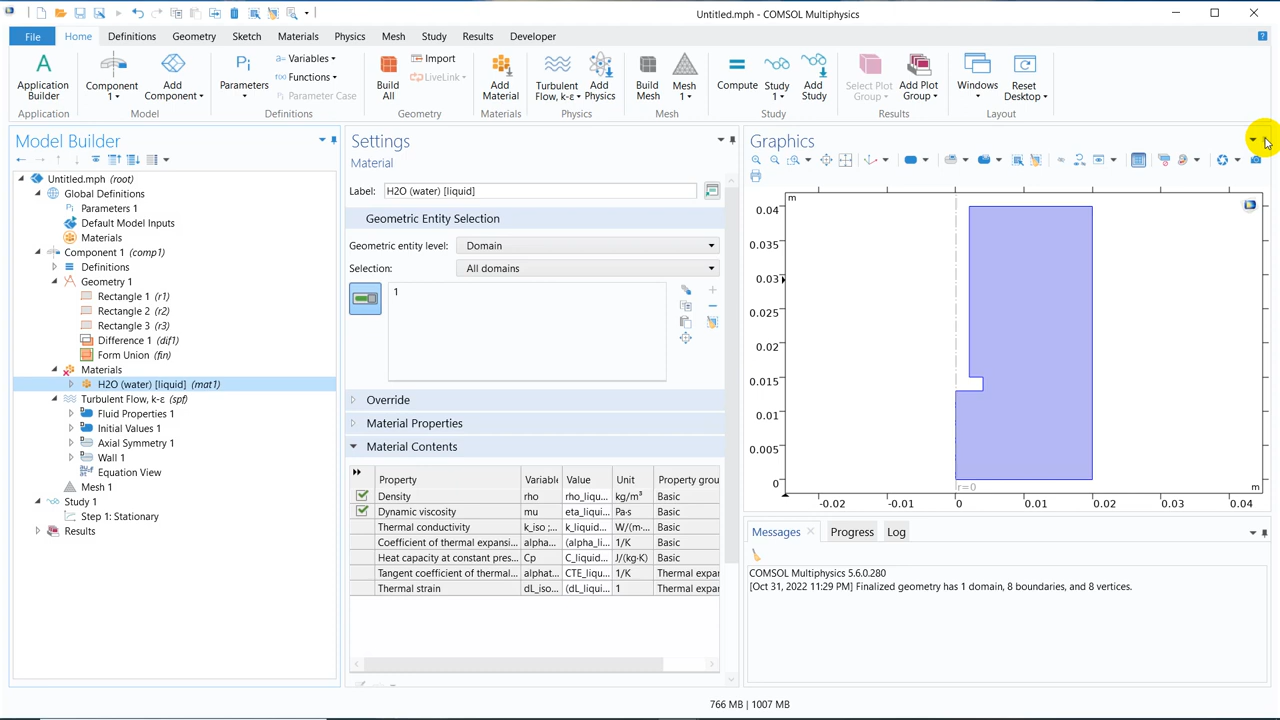 Untitled.mph - COMSOL Multiphysics
File Home Definitions Geometry Sketch Materials Physics Mesh Study Results Developer
Application Builder
Component 1
Add Component
Parameters
a= Variables
f(x) Functions
Parameter Case
Build All
Import
LiveLink
Add Material
Turbulent Flow, k-ε
Add Physics
Build Mesh
Mesh 1
Compute
Study 1
Add Study
Select Plot Group
Add Plot Group
Windows
Reset Desktop
Application Model Definitions Geometry Materials Physics Mesh Study Results Layout
Model Builder
Untitled.mph (root)
Global Definitions
Parameters 1
Default Model Inputs
Materials
Component 1 (comp1)
Definitions
Geometry 1
Rectangle 1 (r1)
Rectangle 2 (r2)
Rectangle 3 (r3)
Difference 1 (dif1)
Form Union (fin)
Materials
H2O (water) [liquid] (mat1)
Turbulent Flow, k-ε (spf)
Fluid Properties 1
Initial Values 1
Axial Symmetry 1
Wall 1
Equation View
Mesh 1
Study 1
Step 1: Stationary
Results
Settings
Material
Label: H2O (water) [liquid]
Geometric Entity Selection
Geometric entity level: Domain
Selection: All domains
1
Override
Material Properties
Material Contents
Property Variable Value Unit Property grou
Density rho rho_liqu... kg/m³ Basic
Dynamic viscosity mu eta_liqu... Pa·s Basic
Thermal conductivity k_iso ;... k_liquid... W/(m·... Basic
Coefficient of thermal expansi... alpha... (alpha_l... 1/K Basic
Heat capacity at constant pres... Cp C_liquid... J/(kg·K) Basic
Tangent coefficient of thermal... alphat... CTE_liqu... 1/K Thermal expar
Thermal strain dL_iso... (dL_liqui... 1 Thermal expar
Graphics
m
0.04
0.035
0.03
0.025
0.02
0.015
0.01
0.005
0
r=0
m
-0.02 -0.01 0 0.01 0.02 0.03 0.04
Messages Progress Log
COMSOL Multiphysics 5.6.0.280
[Oct 31, 2022 11:29 PM] Finalized geometry has 1 domain, 8 boundaries, and 8 vertices.
766 MB | 1007 MB